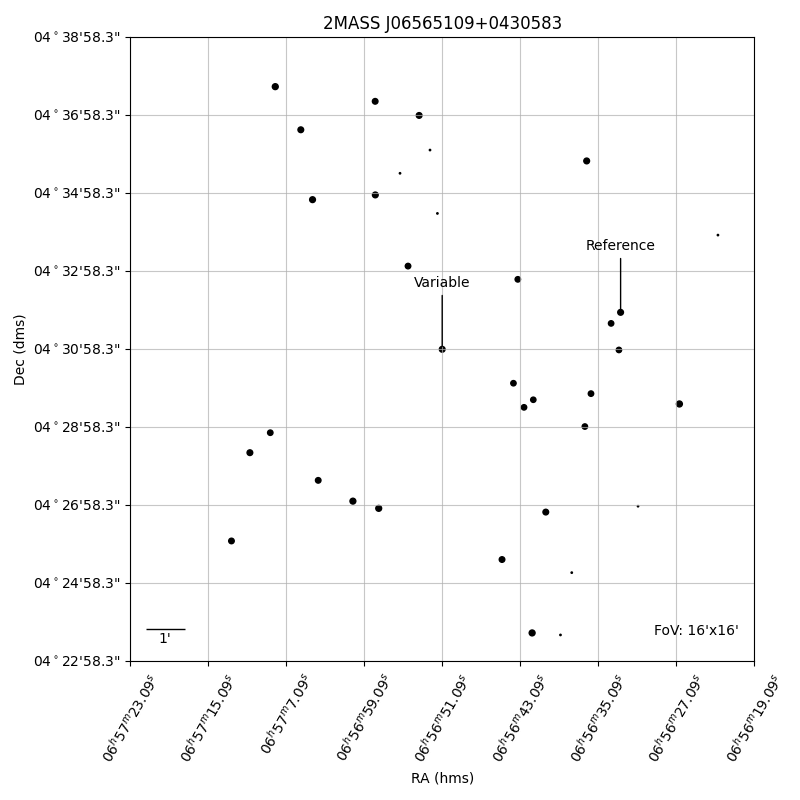 2MASS J06565109+0430583
04°38'58.3"
04°36'58.3"
04°34'58.3"
04°32'58.3"
04°30'58.3"
04°28'58.3"
04°26'58.3"
04°24'58.3"
04°22'58.3"
Dec (dms)
Reference
Variable
1'
FoV: 16'x16'
06ʰ57ᵐ23.09ˢ
06ʰ57ᵐ15.09ˢ
06ʰ57ᵐ7.09ˢ
06ʰ56ᵐ59.09ˢ
06ʰ56ᵐ51.09ˢ
06ʰ56ᵐ43.09ˢ
06ʰ56ᵐ35.09ˢ
06ʰ56ᵐ27.09ˢ
06ʰ56ᵐ19.09ˢ
RA (hms)